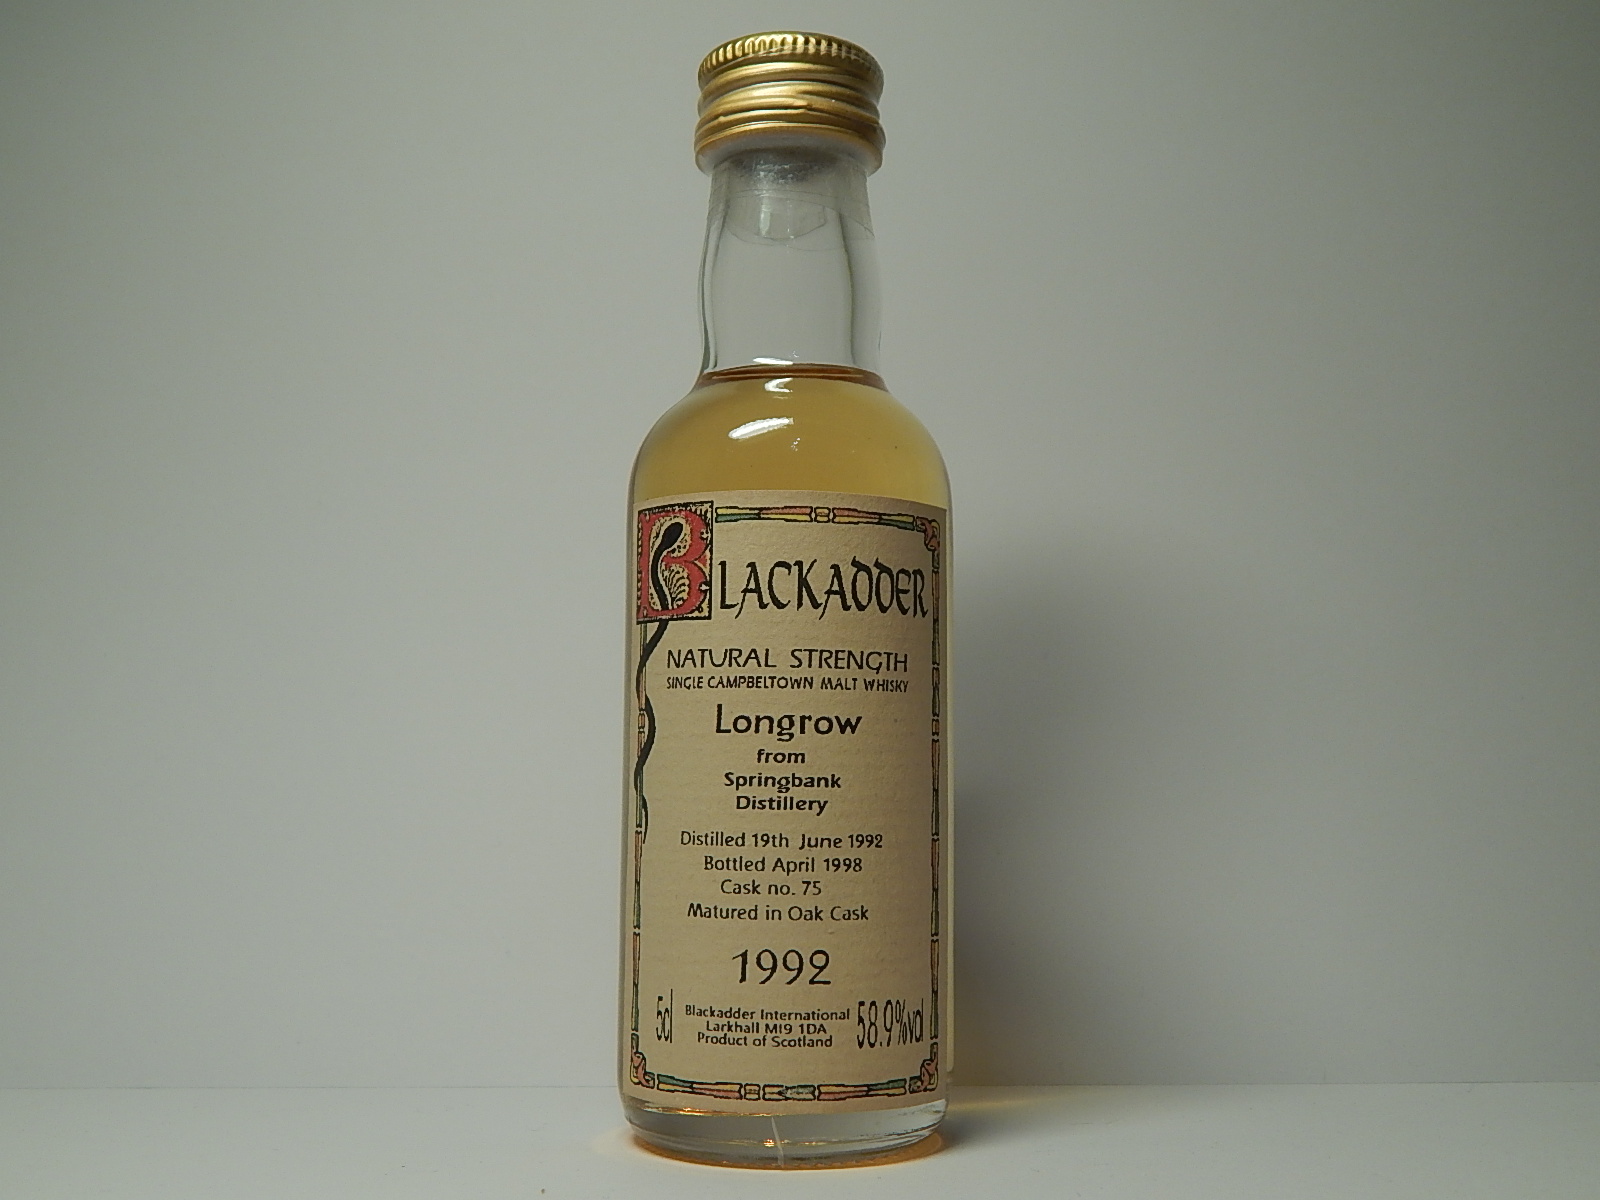 BLACKADDER
NATURAL STRENGTH
SINGLE CAMPBELTOWN MALT WHISKY
Longrow
from
Springbank
Distillery
Distilled 19th June 1992
Bottled April 1998
Cask no. 75
Matured in Oak Cask
1992
5cl
Blackadder International
Larkhall Ml9 1DA
Product of Scotland
58.9%vol